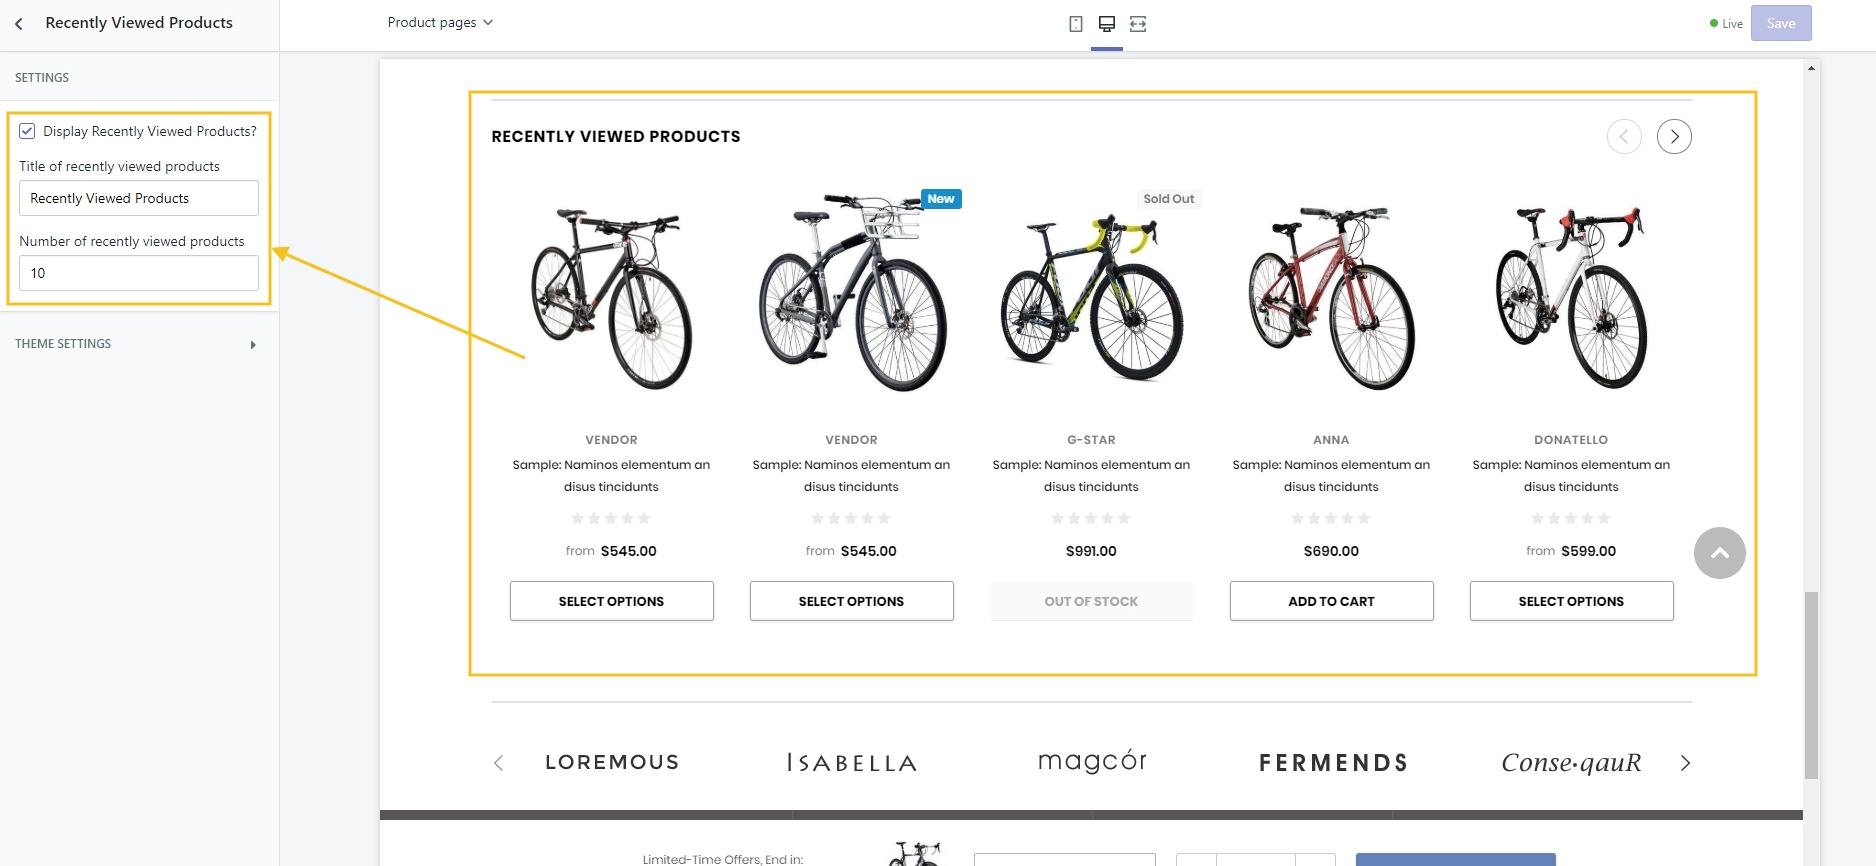 Recently Viewed Products
Product pages
Live
Save
SETTINGS
Display Recently Viewed Products?
Title of recently viewed products
Recently Viewed Products
Number of recently viewed products
10
THEME SETTINGS
RECENTLY VIEWED PRODUCTS
New
Sold Out
VENDOR
Sample: Naminos elementum an
disus tincidunts
from $545.00
SELECT OPTIONS
VENDOR
Sample: Naminos elementum an
disus tincidunts
from $545.00
SELECT OPTIONS
G-STAR
Sample: Naminos elementum an
disus tincidunts
$991.00
OUT OF STOCK
ANNA
Sample: Naminos elementum an
disus tincidunts
$690.00
ADD TO CART
DONATELLO
Sample: Naminos elementum an
disus tincidunts
from $599.00
SELECT OPTIONS
LOREMOUS
ISABELLA
magcór
FERMENDS
Conse·qauR
Limited-Time Offers, End in: